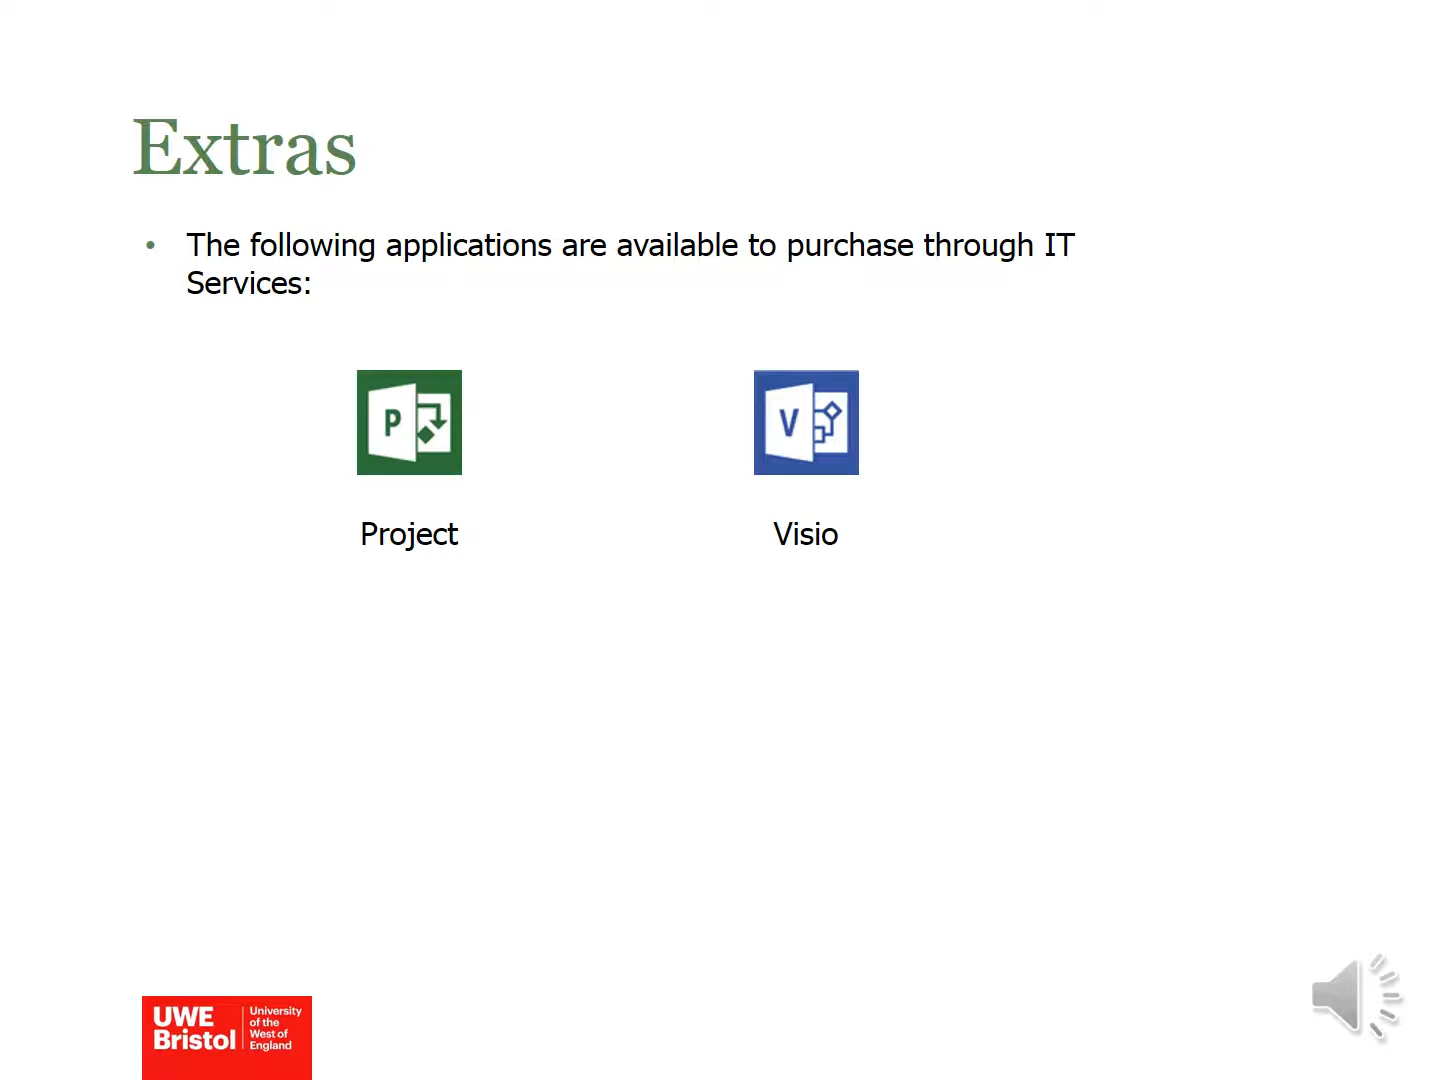 Extras
• The following applications are available to purchase through IT
Services:
P
V
Project
Visio
UWE
Bristol
University
of the
West of
England